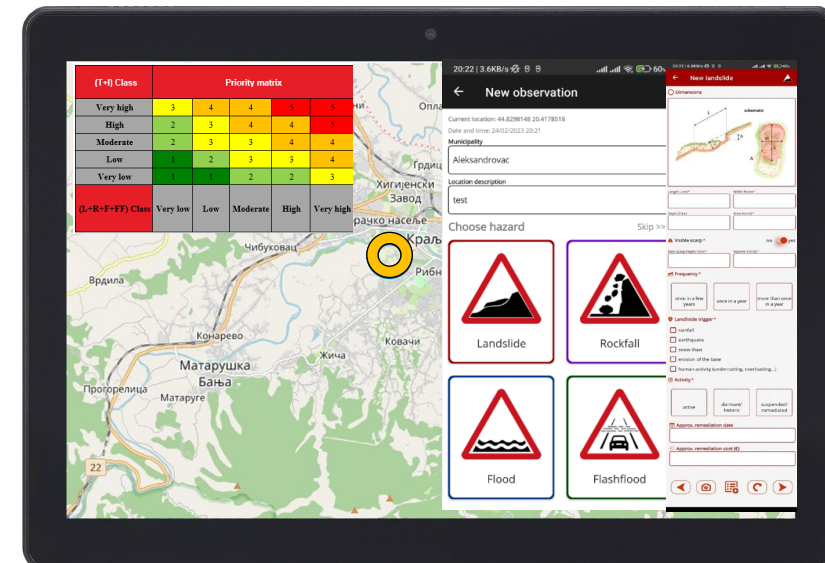 (T+I) Class Priority matrix
Very high 3 4 4 5 5
High 2 3 4 4 5
Moderate 2 3 3 4 4
Low 1 2 3 3 4
Very low 1 1 2 2 3
(L+R+F+FF) Class Very low Low Moderate High Very high
Опла
Грдиц
Хигијенски
Завод
рачко насеље
Краљ
Чибуковац
Рибн
Врдила
Конарево
Ковачи
Жича
Матарушка
Бања
Прогорелица
Матаруге
22
20:22 | 3.6KB/s
60
← New observation
Current location: 44.8298148 20.4178518
Date and time: 24/02/2023 20:21
Municipality
Aleksandrovac
Location description
test
Choose hazard Skip >>
Landslide Rockfall
Flood Flashflood
← New landslide
Dimensions
schematic
Visible scarp * no yes
Frequency *
once in a few years
once in a year
more than once in a year
Landslide trigger *
rainfall
earthquake
snow thaw
erosion of the base
human activity (undercutting, overloading...)
Activity *
active
dormant/ historic
suspended/ remediated
Approx. remediation date
Approx. remediation cost (€)